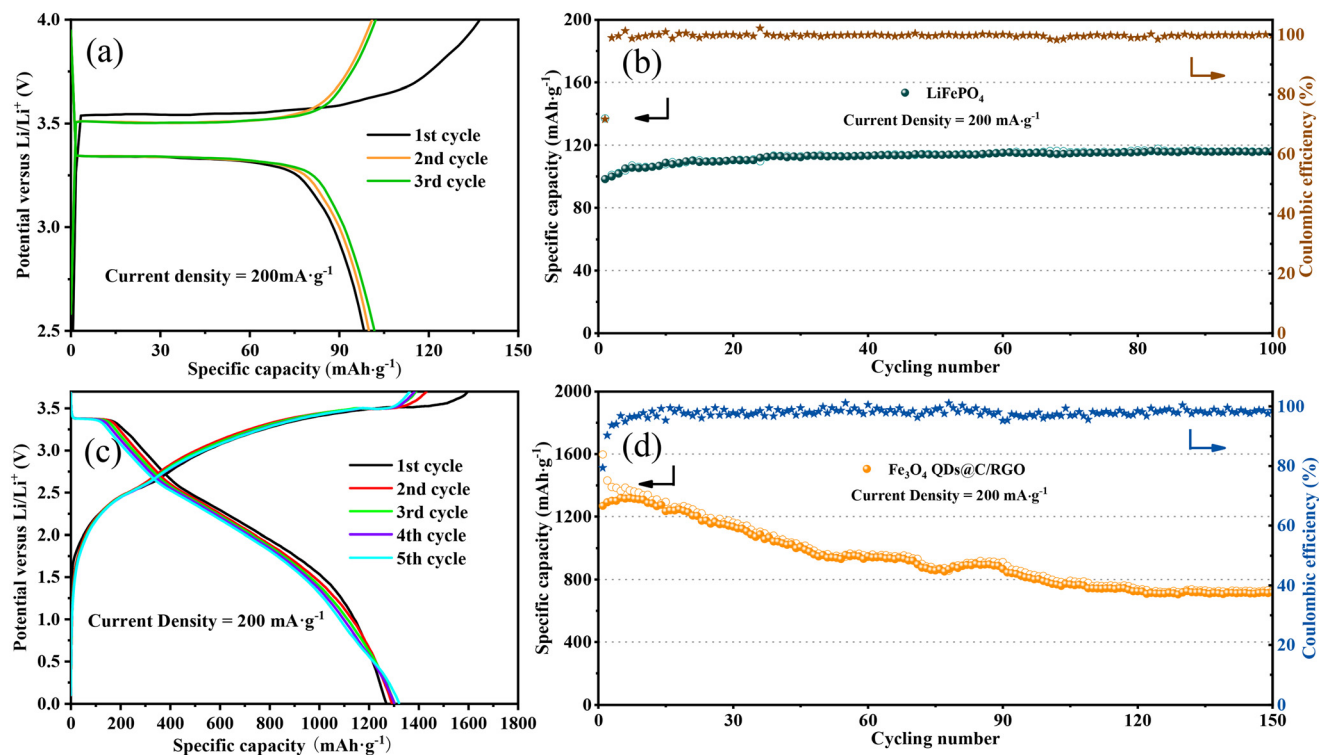 (a)
Potential versus Li/Li⁺ (V)
4.0
3.5
3.0
2.5
1st cycle
2nd cycle
3rd cycle
Current density = 200mA·g⁻¹
0 30 60 90 120 150
Specific capacity (mAh·g⁻¹)
(b)
Specific capacity (mAh·g⁻¹)
200
160
120
80
40
0
LiFePO₄
Current Density = 200 mA·g⁻¹
100
80
60
40
20
0
Coulombic efficiency (%)
0 20 40 60 80 100
Cycling number
(c)
Potential versus Li/Li⁺ (V)
3.5
3.0
2.5
2.0
1.5
1.0
0.5
0.0
1st cycle
2nd cycle
3rd cycle
4th cycle
5th cycle
Current Density = 200 mA·g⁻¹
0 200 400 600 800 1000 1200 1400 1600 1800
Specific capacity (mAh·g⁻¹)
(d)
Specific capacity (mAh·g⁻¹)
2000
1600
1200
800
400
0
Fe₃O₄ QDs@C/RGO
Current Density = 200 mA·g⁻¹
100
80
60
40
20
0
Coulombic efficiency (%)
0 30 60 90 120 150
Cycling number